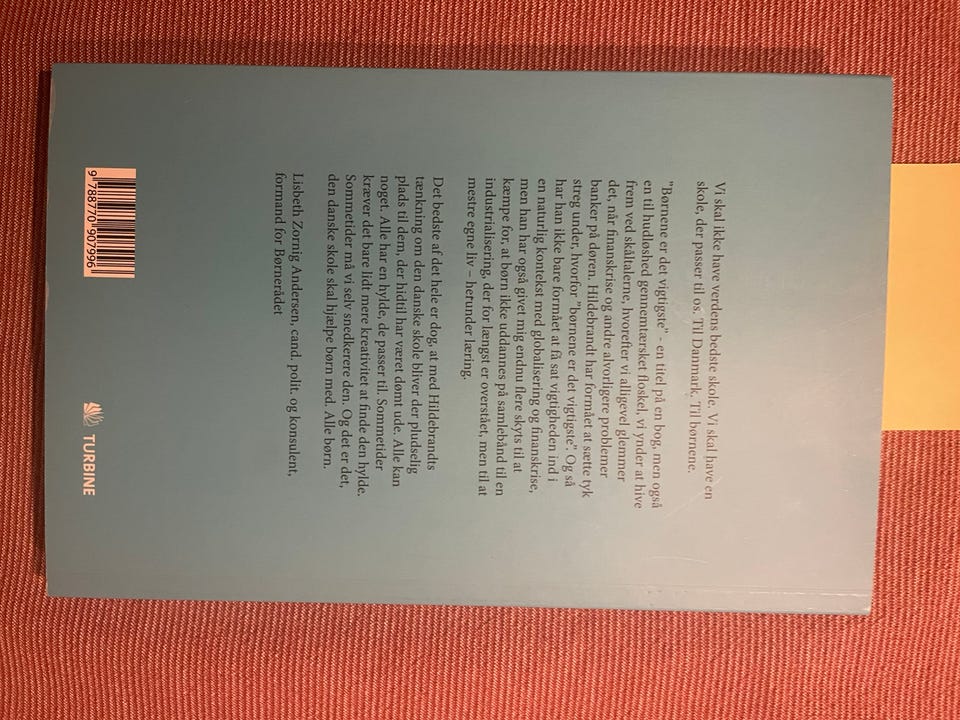 Vi skal ikke have verdens bedste skole. Vi skal have en
skole, der passer til os. Til Danmark. Til børnene.
"Børnene er det vigtigste" - en titel på en bog, men også
en til hudløshed gennemtærsket floskel, vi ynder at hive
frem ved skåltalerne, hvorefter vi alligevel glemmer
det, når finanskrise og andre alvorligere problemer
banker på døren. Hildebrandt har formået at sætte tyk
streg under, hvorfor "børnene er det vigtigste". Og så
har han ikke bare formået at få sat vigtigheden ind i
en naturlig kontekst med globalisering og finanskrise,
men han har også givet mig endnu flere skyts til at
kæmpe for, at børn ikke uddannes på samlebånd til en
industrialisering, der for længst er overstået, men til at
mestre egne liv – herunder læring.
Det bedste af det hele er dog, at med Hildebrandts
tænkning om den danske skole bliver der pludselig
plads til dem, der hidtil har været dømt ude. Alle kan
noget. Alle har en hylde, de passer til. Sommetider
kræver det bare lidt mere kreativitet at finde den hylde.
Sommetider må vi selv snedkerere den. Og det er det,
den danske skole skal hjælpe børn med. Alle børn.
Lisbeth Zornig Andersen, cand. polit. og konsulent,
formand for Børnerådet
9 788770 907996
TURBINE